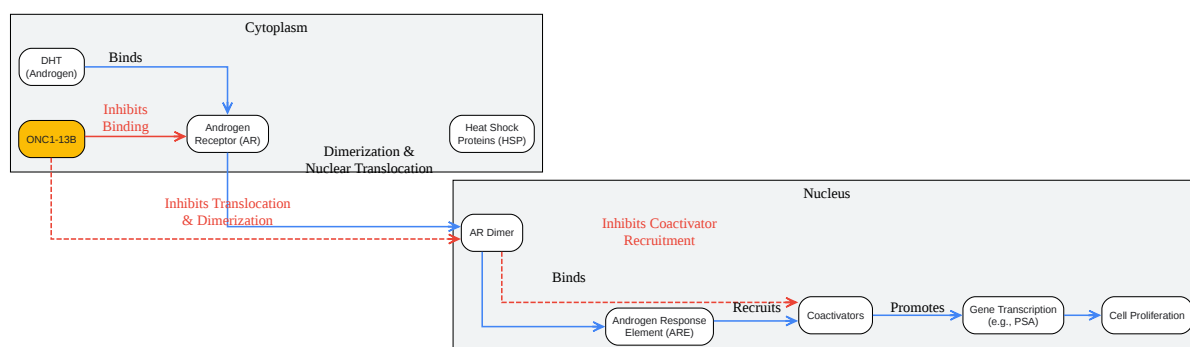 Cytoplasm
DHT
(Androgen)
Binds
Inhibits
Binding
ONC1-13B
Androgen
Receptor (AR)
Heat Shock
Proteins (HSP)
Dimerization &
Nuclear Translocation
Nucleus
Inhibits Translocation
& Dimerization
AR Dimer
Inhibits Coactivator
Recruitment
Binds
Androgen Response
Element (ARE)
Recruits
Coactivators
Promotes
Gene Transcription
(e.g., PSA)
Cell Proliferation